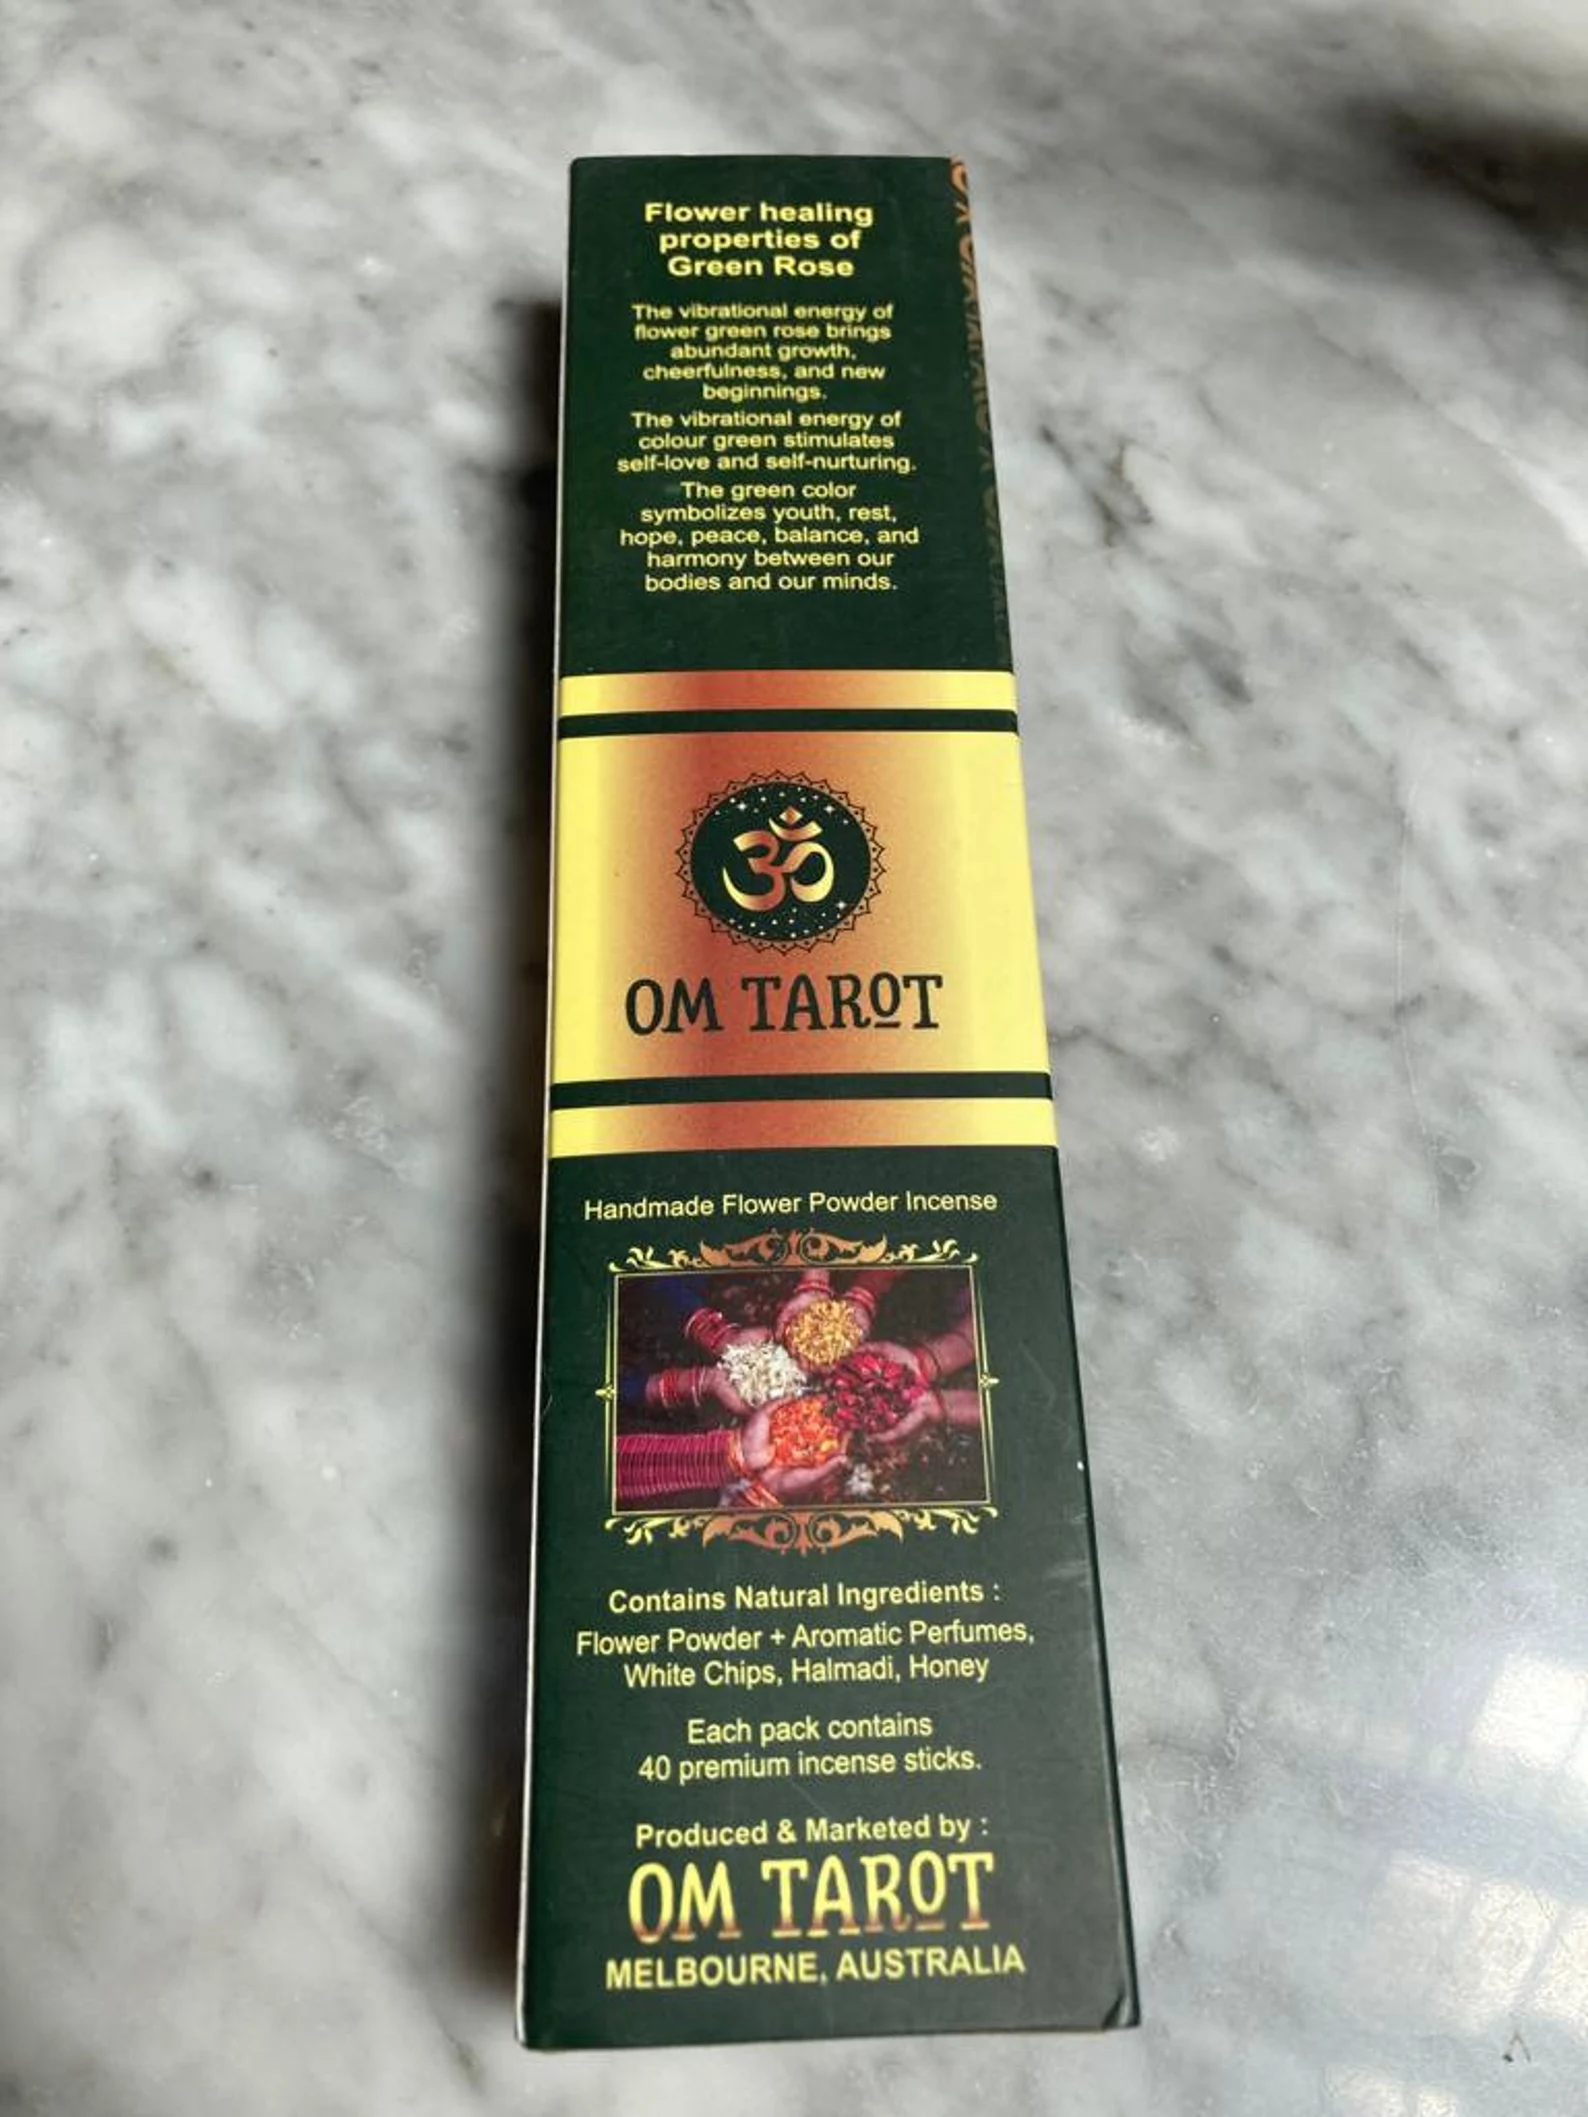 Flower healing
properties of
Green Rose
The vibrational energy of
flower green rose brings
abundant growth,
cheerfulness, and new
beginnings.
The vibrational energy of
colour green stimulates
self-love and self-nurturing.
The green color
symbolizes youth, rest,
hope, peace, balance, and
harmony between our
bodies and our minds.
ॐ
OM TAROT
Handmade Flower Powder Incense
Contains Natural Ingredients :
Flower Powder + Aromatic Perfumes,
White Chips, Halmadi, Honey
Each pack contains
40 premium incense sticks.
Produced & Marketed by :
OM TAROT
MELBOURNE, AUSTRALIA